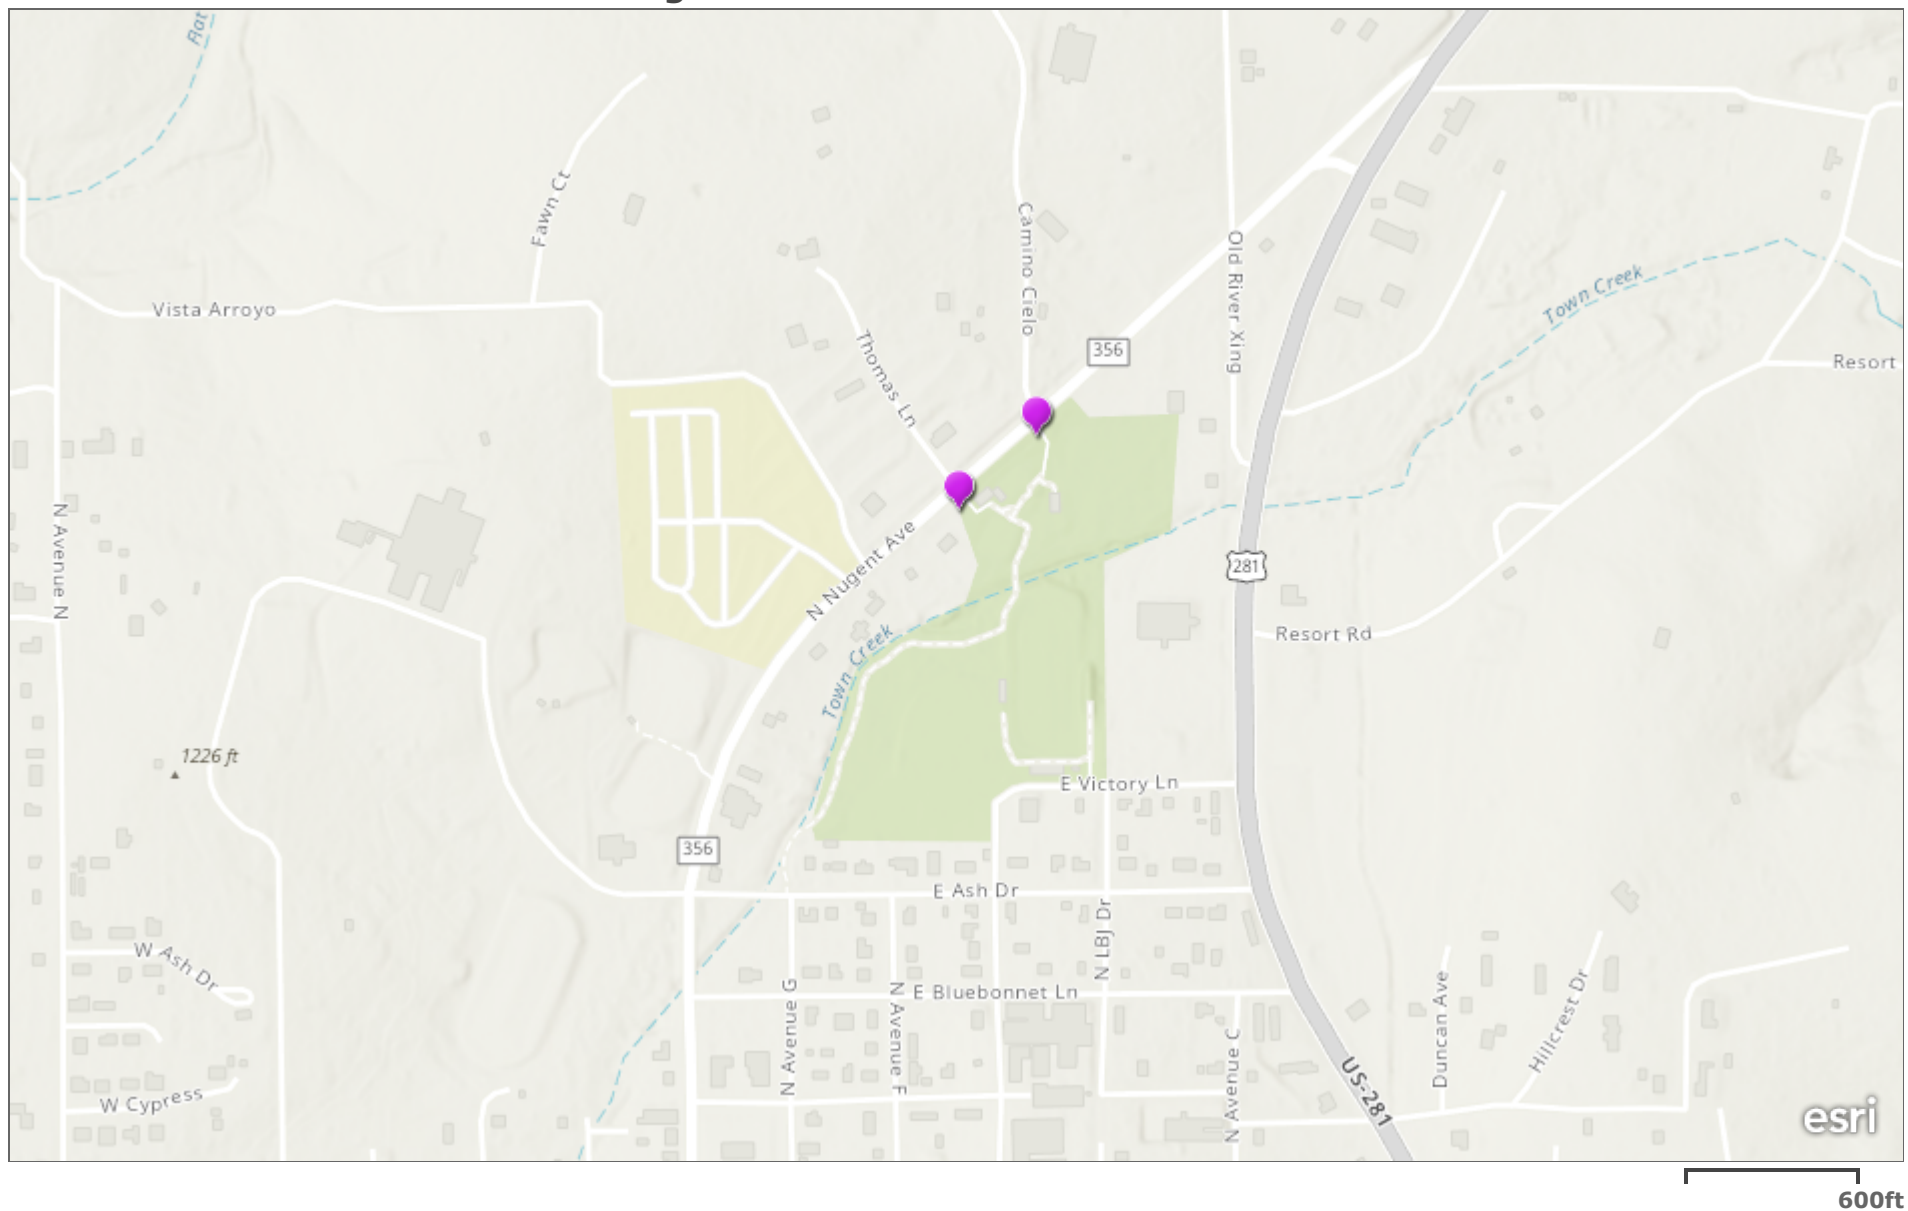 Flat
Fawn Ct
Vista Arroyo
Camino Cielo
Old River Xing
Town Creek
Thomas Ln
356
Resort
N Avenue N
N Nugent Ave
281
Resort Rd
Town Creek
1226 ft
E Victory Ln
356
E Ash Dr
N LBJ Dr
W Ash Dr
E Bluebonnet Ln
N Avenue G
N Avenue F
N Avenue C
Duncan Ave
Hillcrest Dr
US-281
W Cypress
esri
600ft